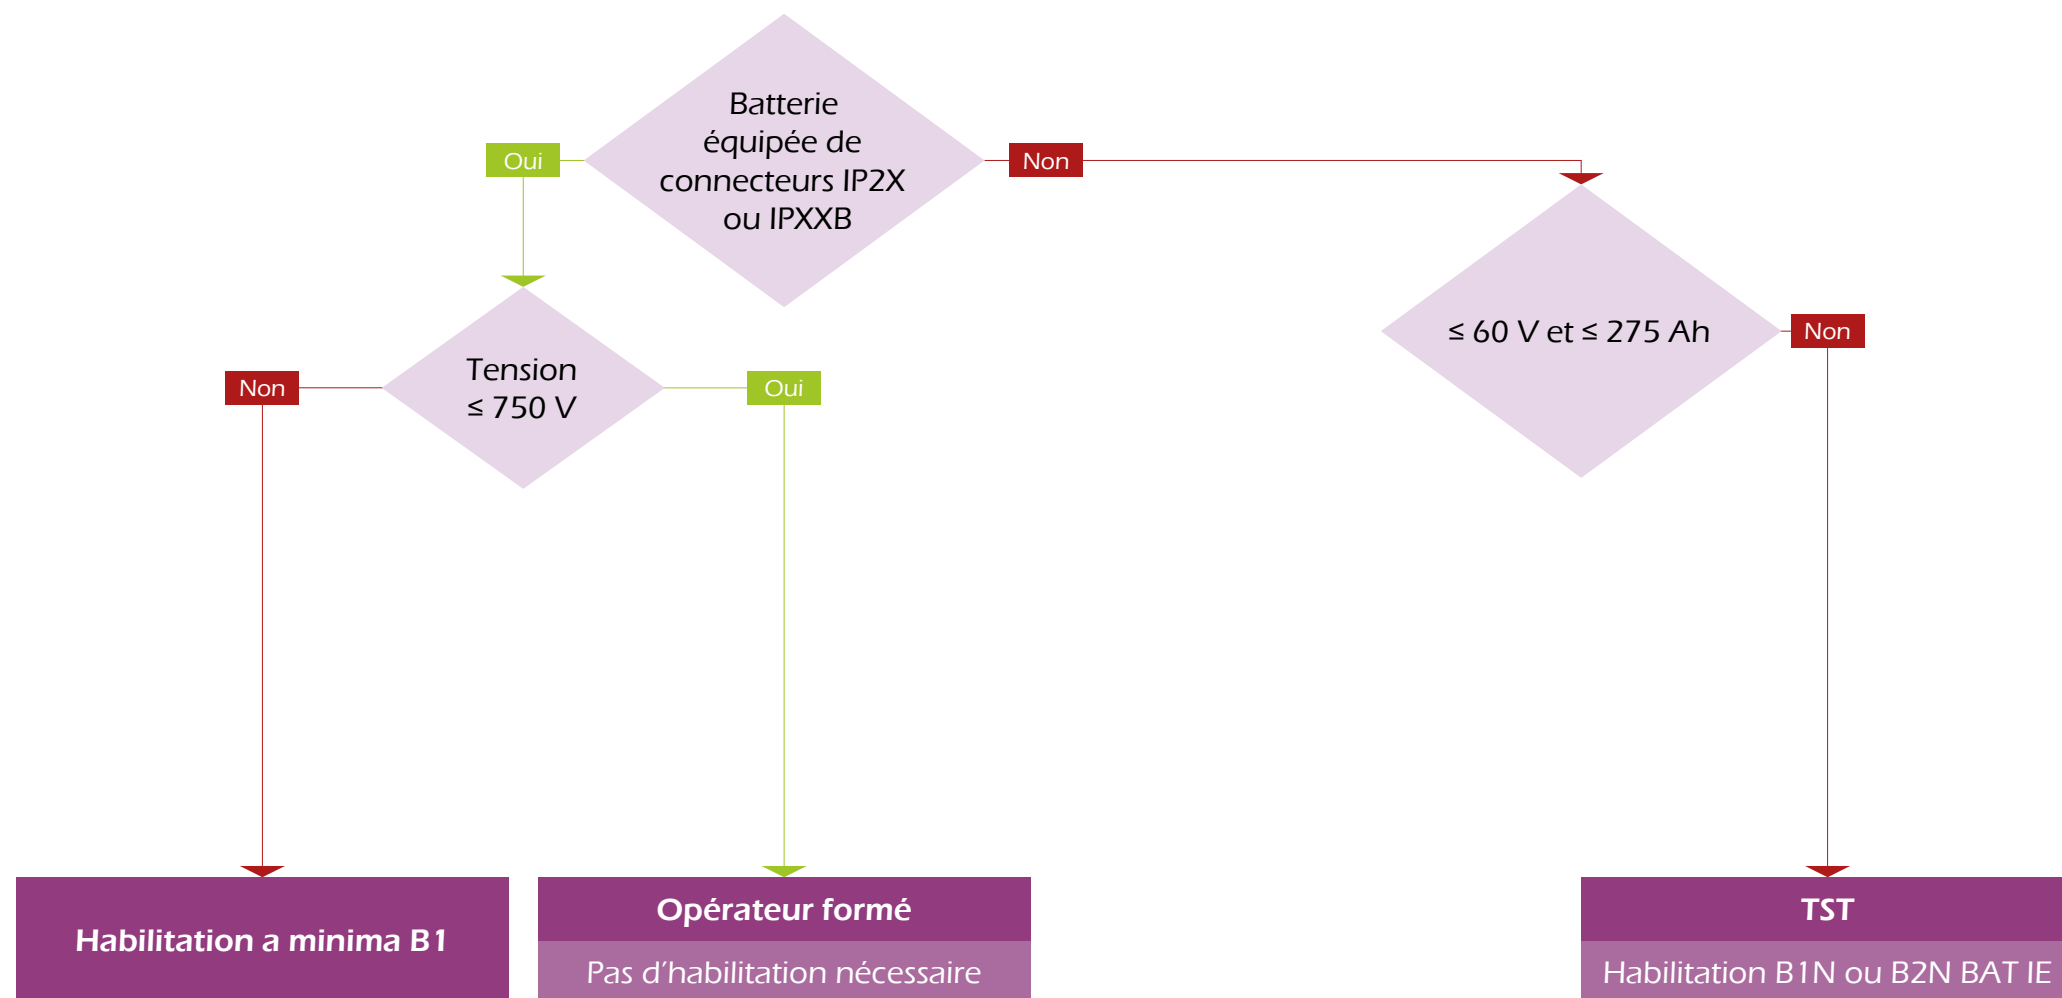 Batterie
équipée de
connecteurs IP2X
ou IPXXB
Oui
Non
≤ 60 V et ≤ 275 Ah
Non
Tension
≤ 750 V
Non
Oui
Habilitation a minima B1
Opérateur formé
Pas d’habilitation nécessaire
TST
Habilitation B1N ou B2N BAT IE